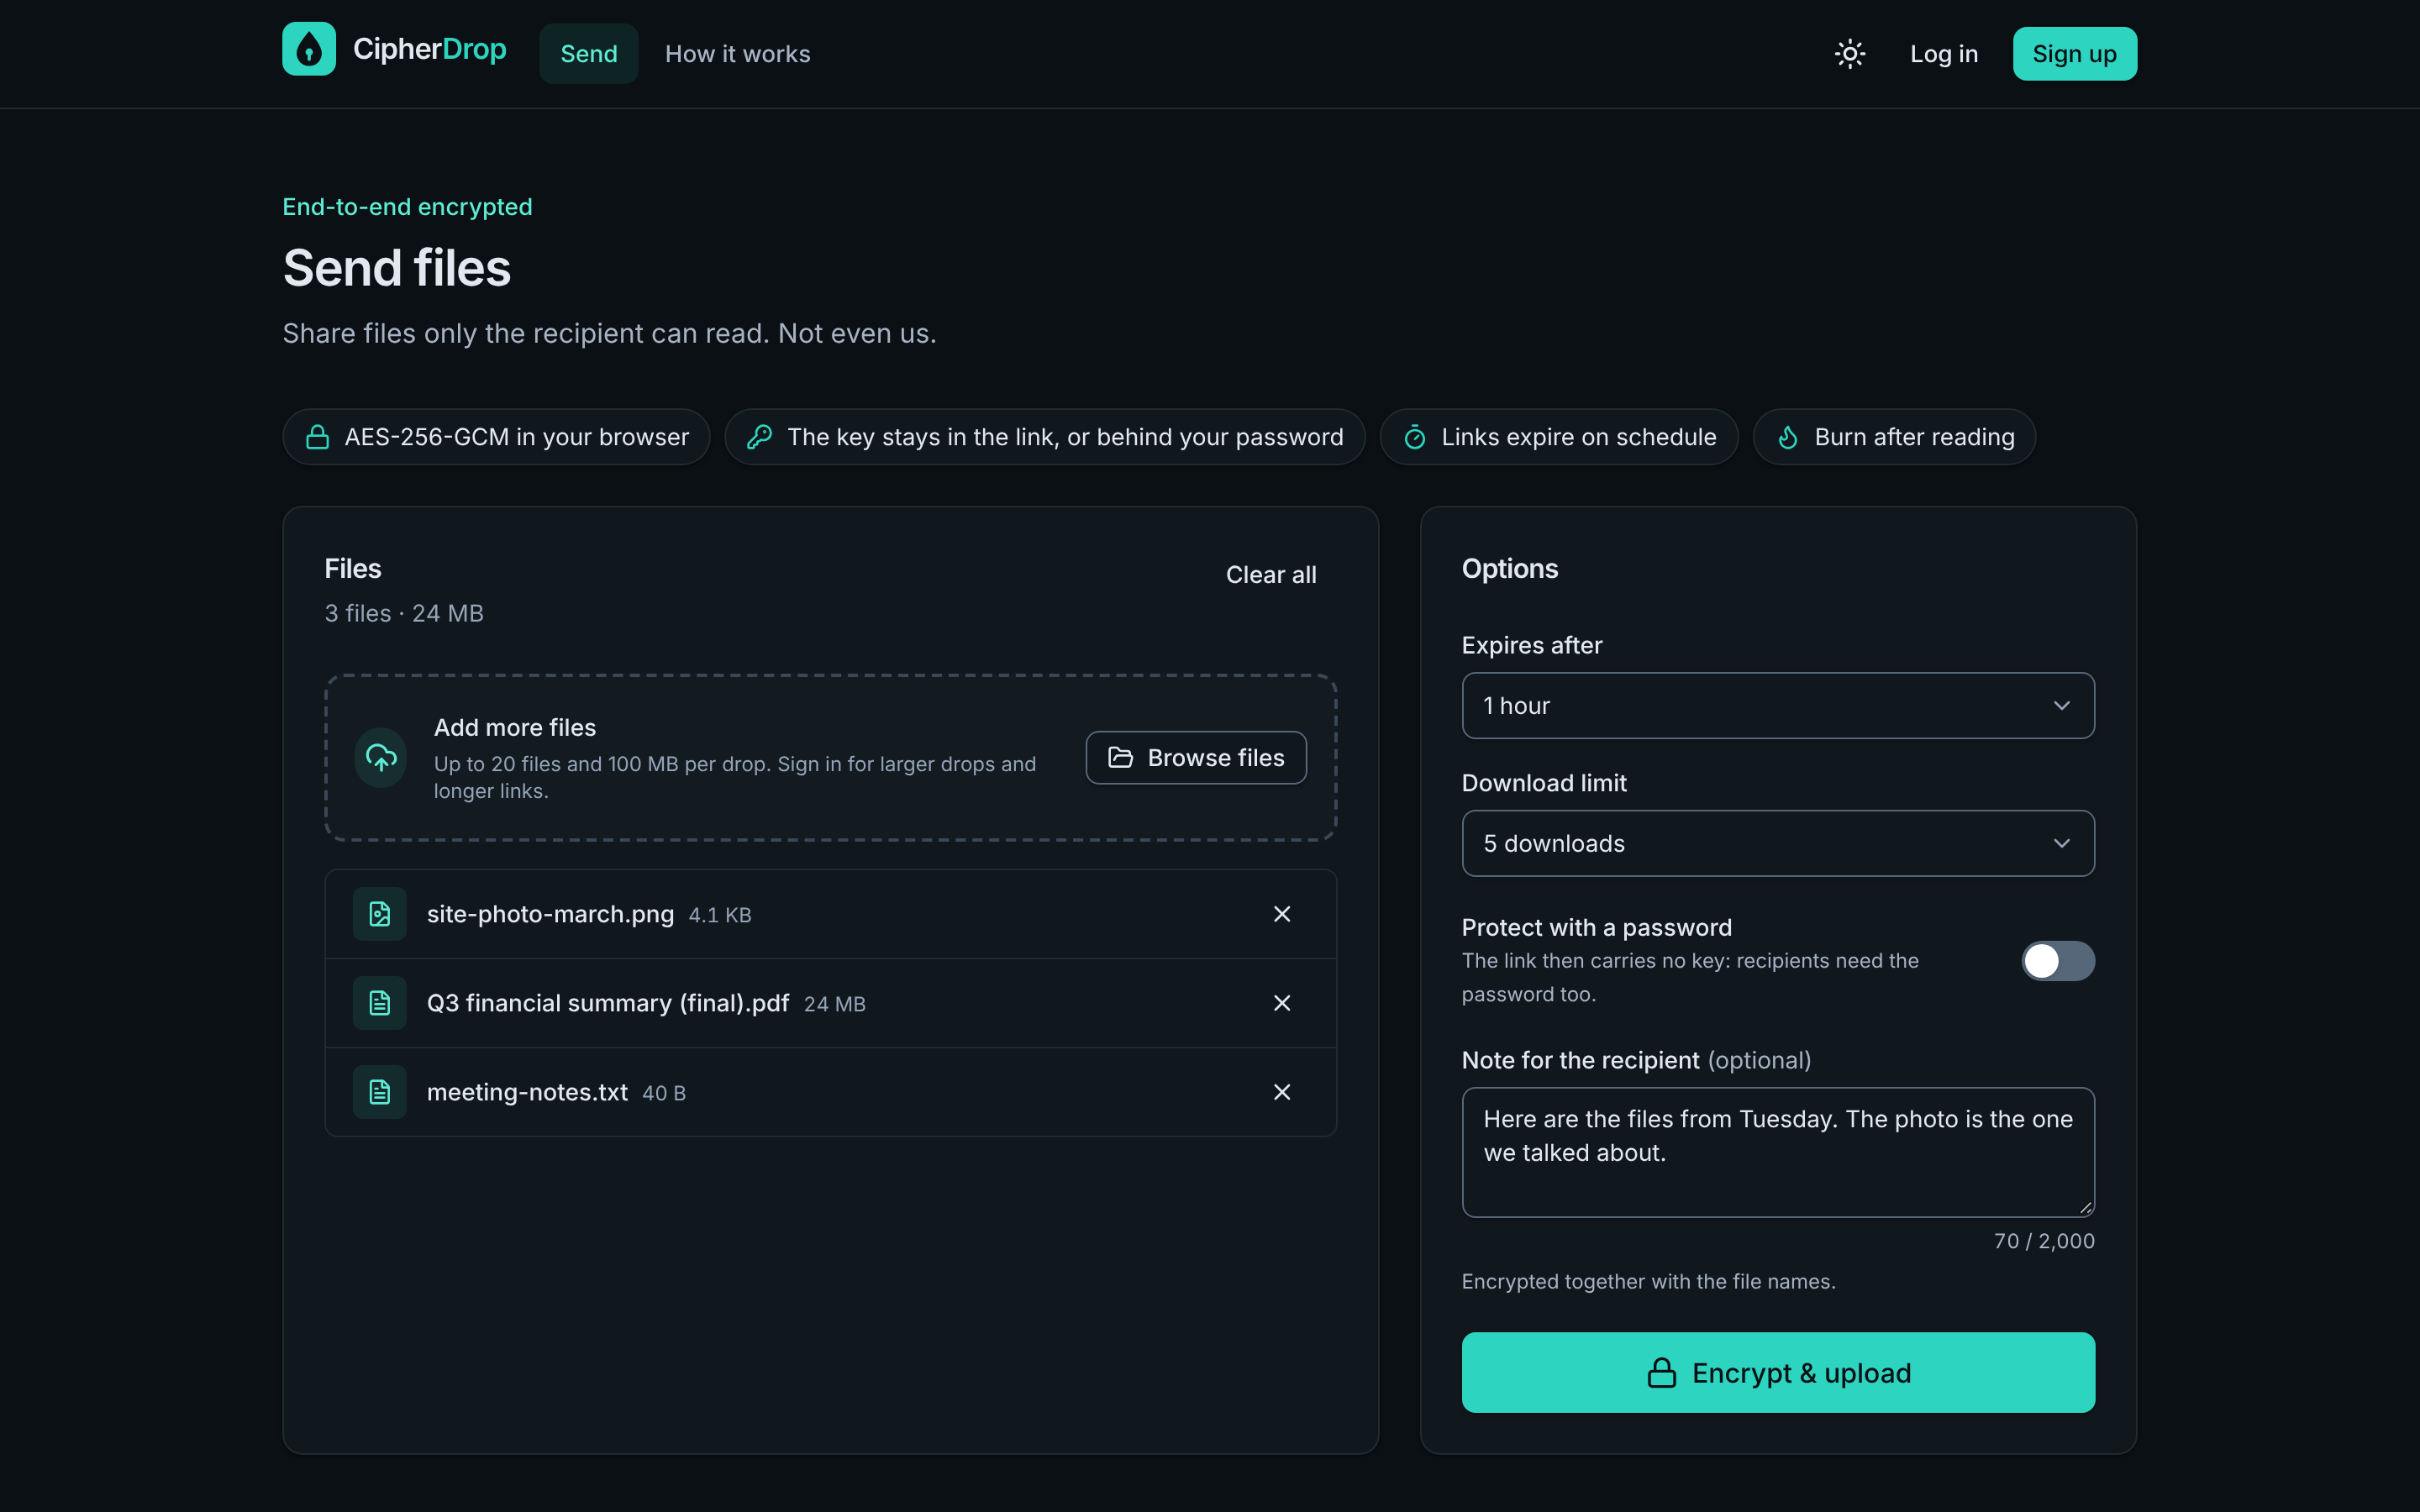 CipherDrop
Send
How it works
Log in
Sign up
End-to-end encrypted
Send files
Share files only the recipient can read. Not even us.
AES-256-GCM in your browser
The key stays in the link, or behind your password
Links expire on schedule
Burn after reading
Files
Clear all
3 files · 24 MB
Add more files
Up to 20 files and 100 MB per drop. Sign in for larger drops and
longer links.
Browse files
site-photo-march.png 4.1 KB
Q3 financial summary (final).pdf 24 MB
meeting-notes.txt 40 B
Options
Expires after
1 hour
Download limit
5 downloads
Protect with a password
The link then carries no key: recipients need the
password too.
Note for the recipient (optional)
Here are the files from Tuesday. The photo is the one
we talked about.
70 / 2,000
Encrypted together with the file names.
Encrypt & upload